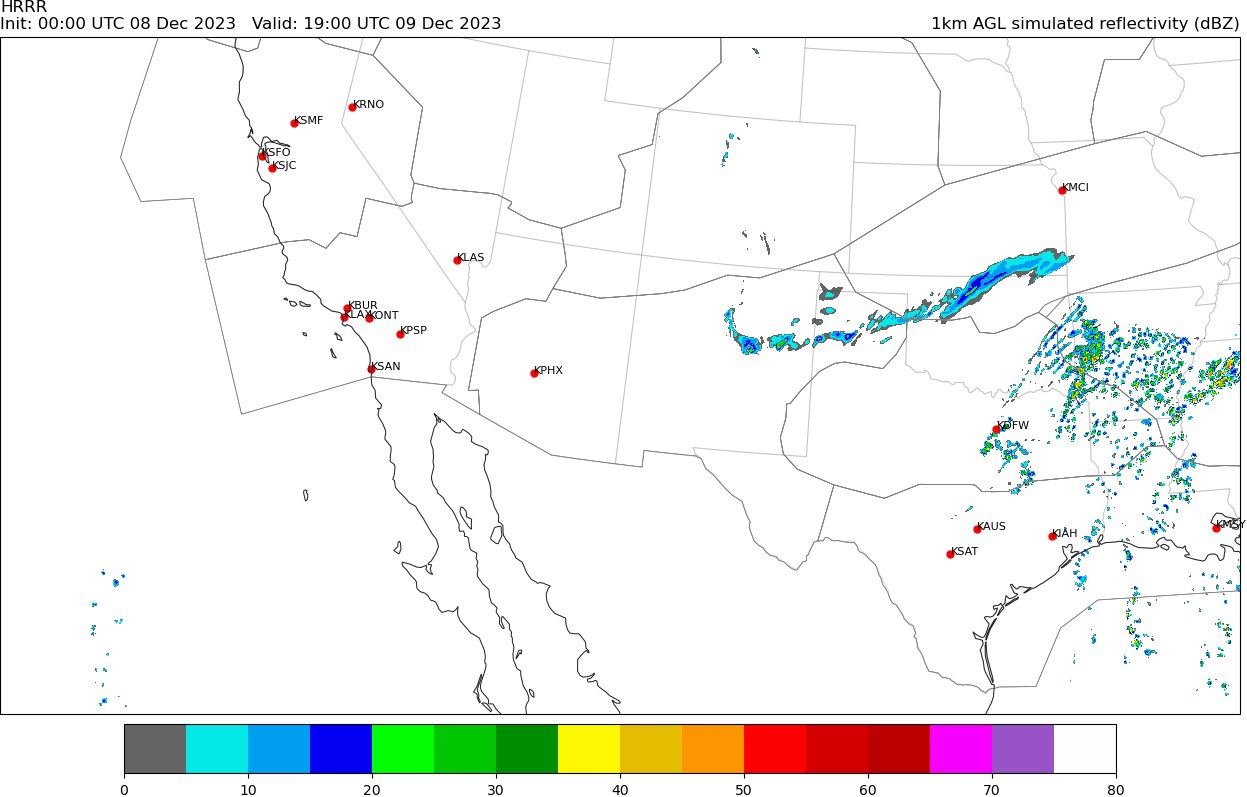 HRRR
Init: 00:00 UTC 08 Dec 2023   Valid: 19:00 UTC 09 Dec 2023
1km AGL simulated reflectivity (dBZ)
KRNO
KSMF
KSFO
KSJC
KMCI
KLAS
KBUR
KLAX
KONT
KPSP
KSAN
KPHX
KDFW
KAUS
KIAH
KMSY
KSAT
0 10 20 30 40 50 60 70 80